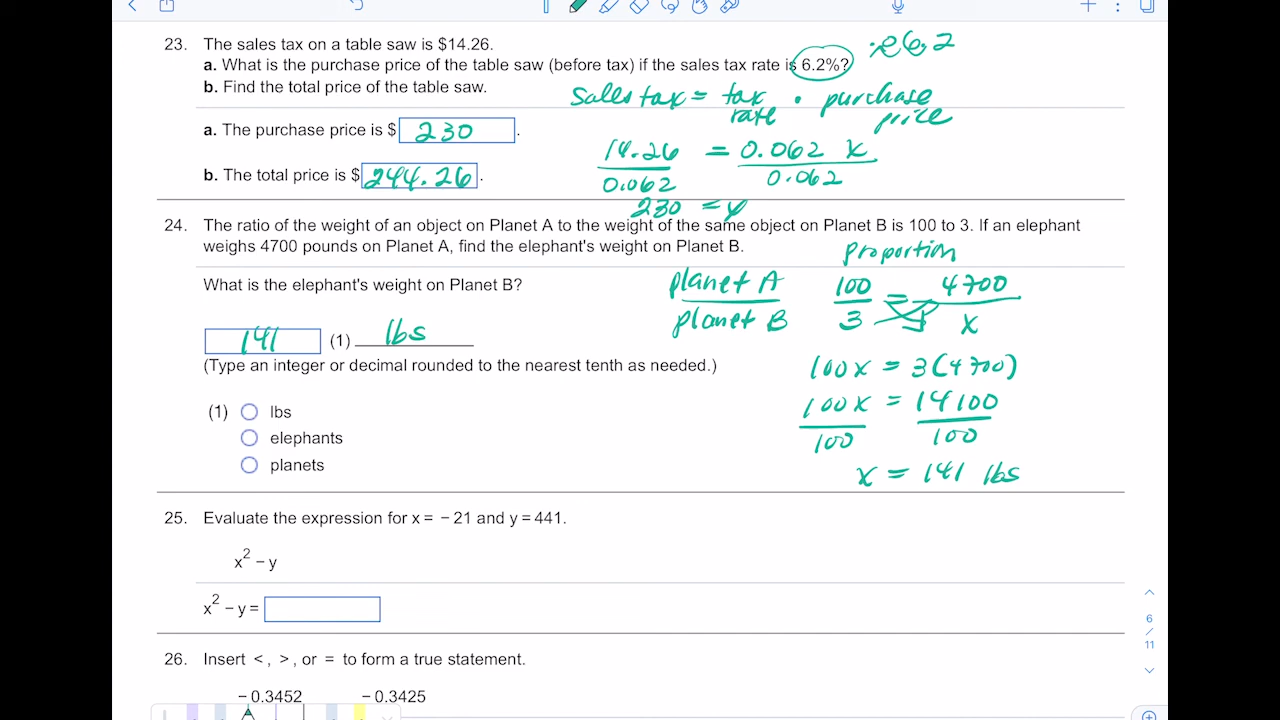 23. The sales tax on a table saw is $14.26.
a. What is the purchase price of the table saw (before tax) if the sales tax rate is 6.2%?
b. Find the total price of the table saw.
6.2
sales tax = tax rate · purchase price
a. The purchase price is $ 230 .
14.26 = 0.062 x
0.062 0.062
b. The total price is $ 244.26 .
230 = x
24. The ratio of the weight of an object on Planet A to the weight of the same object on Planet B is 100 to 3. If an elephant
weighs 4700 pounds on Planet A, find the elephant's weight on Planet B.
proportion
What is the elephant's weight on Planet B?
planet A 100 = 4700
planet B 3 x
141 (1) lbs
(Type an integer or decimal rounded to the nearest tenth as needed.)
100x = 3(4700)
100x = 14100
100 100
x = 141 lbs
(1) lbs
elephants
planets
25. Evaluate the expression for x = − 21 and y = 441.
x² − y
x² − y =
26. Insert <, >, or = to form a true statement.
− 0.3452 − 0.3425
6
/
11